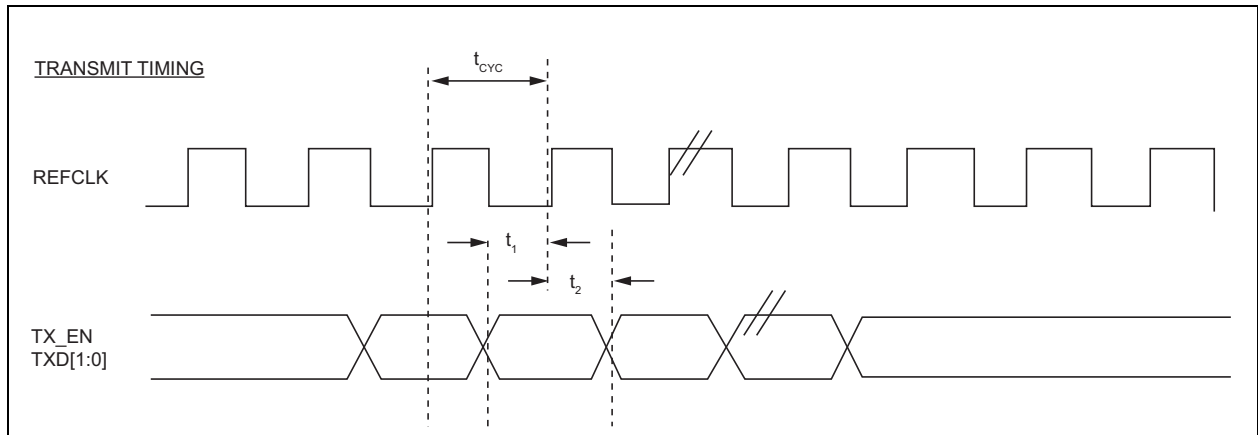 TRANSMIT TIMING
tCYC
REFCLK
t1
t2
TX_EN
TXD[1:0]